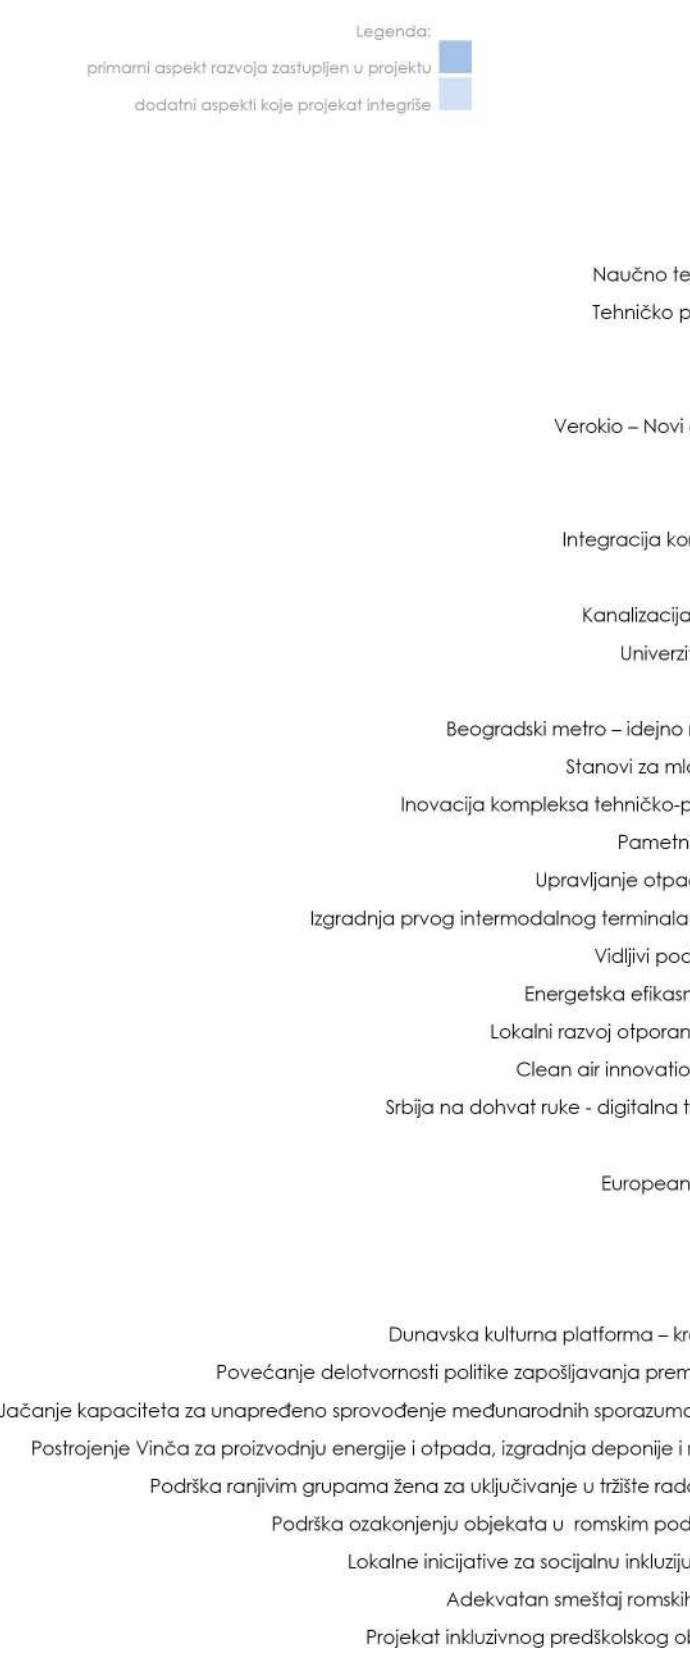 Legenda:
primarni aspekt razvoja zastupljen u projektu
dodatni aspekti koje projekat integriše
Naučno te
Tehničko p
Verokio – Novi
Integracija ko
Kanalizacija
Univerzi
Beogradski metro – idejno
Stanovi za ml
Inovacija kompleksa tehničko-p
Pametn
Upravljanje otpa
Izgradnja prvog intermodalnog terminala
Vidljivi po
Energetska efikasn
Lokalni razvoj otporan
Clean air innovatio
Srbija na dohvat ruke - digitalna t
European
Dunavska kulturna platforma – kr
Povećanje delotvornosti politike zapošljavanja prem
Jačanje kapaciteta za unapređeno sprovođenje međunarodnih sporazuma
Postrojenje Vinča za proizvodnju energije i otpada, izgradnja deponije i
Podrška ranjivim grupama žena za uključivanje u tržište rada
Podrška ozakonjenju objekata u romskim pod
Lokalne inicijative za socijalnu inkluziju
Adekvatan smeštaj romskih
Projekat inkluzivnog predškolskog ob